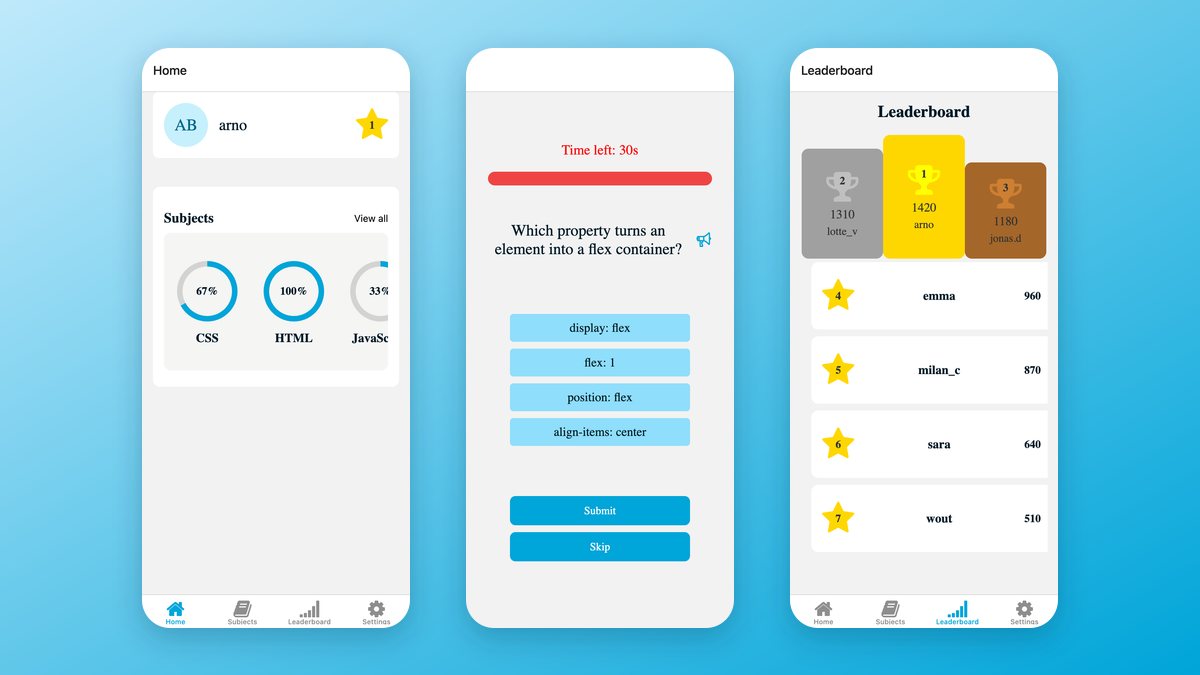 Home
AB arno 1
Subjects View all
67% 100% 33%
CSS HTML JavaSc
Home Subjects Leaderboard Settings
Time left: 30s
Which property turns an
element into a flex container?
display: flex
flex: 1
position: flex
align-items: center
Submit
Skip
Leaderboard
Leaderboard
2
1310
lotte_v
1
1420
arno
3
1180
jonas.d
4 emma 960
5 milan_c 870
6 sara 640
7 wout 510
Home Subjects Leaderboard Settings